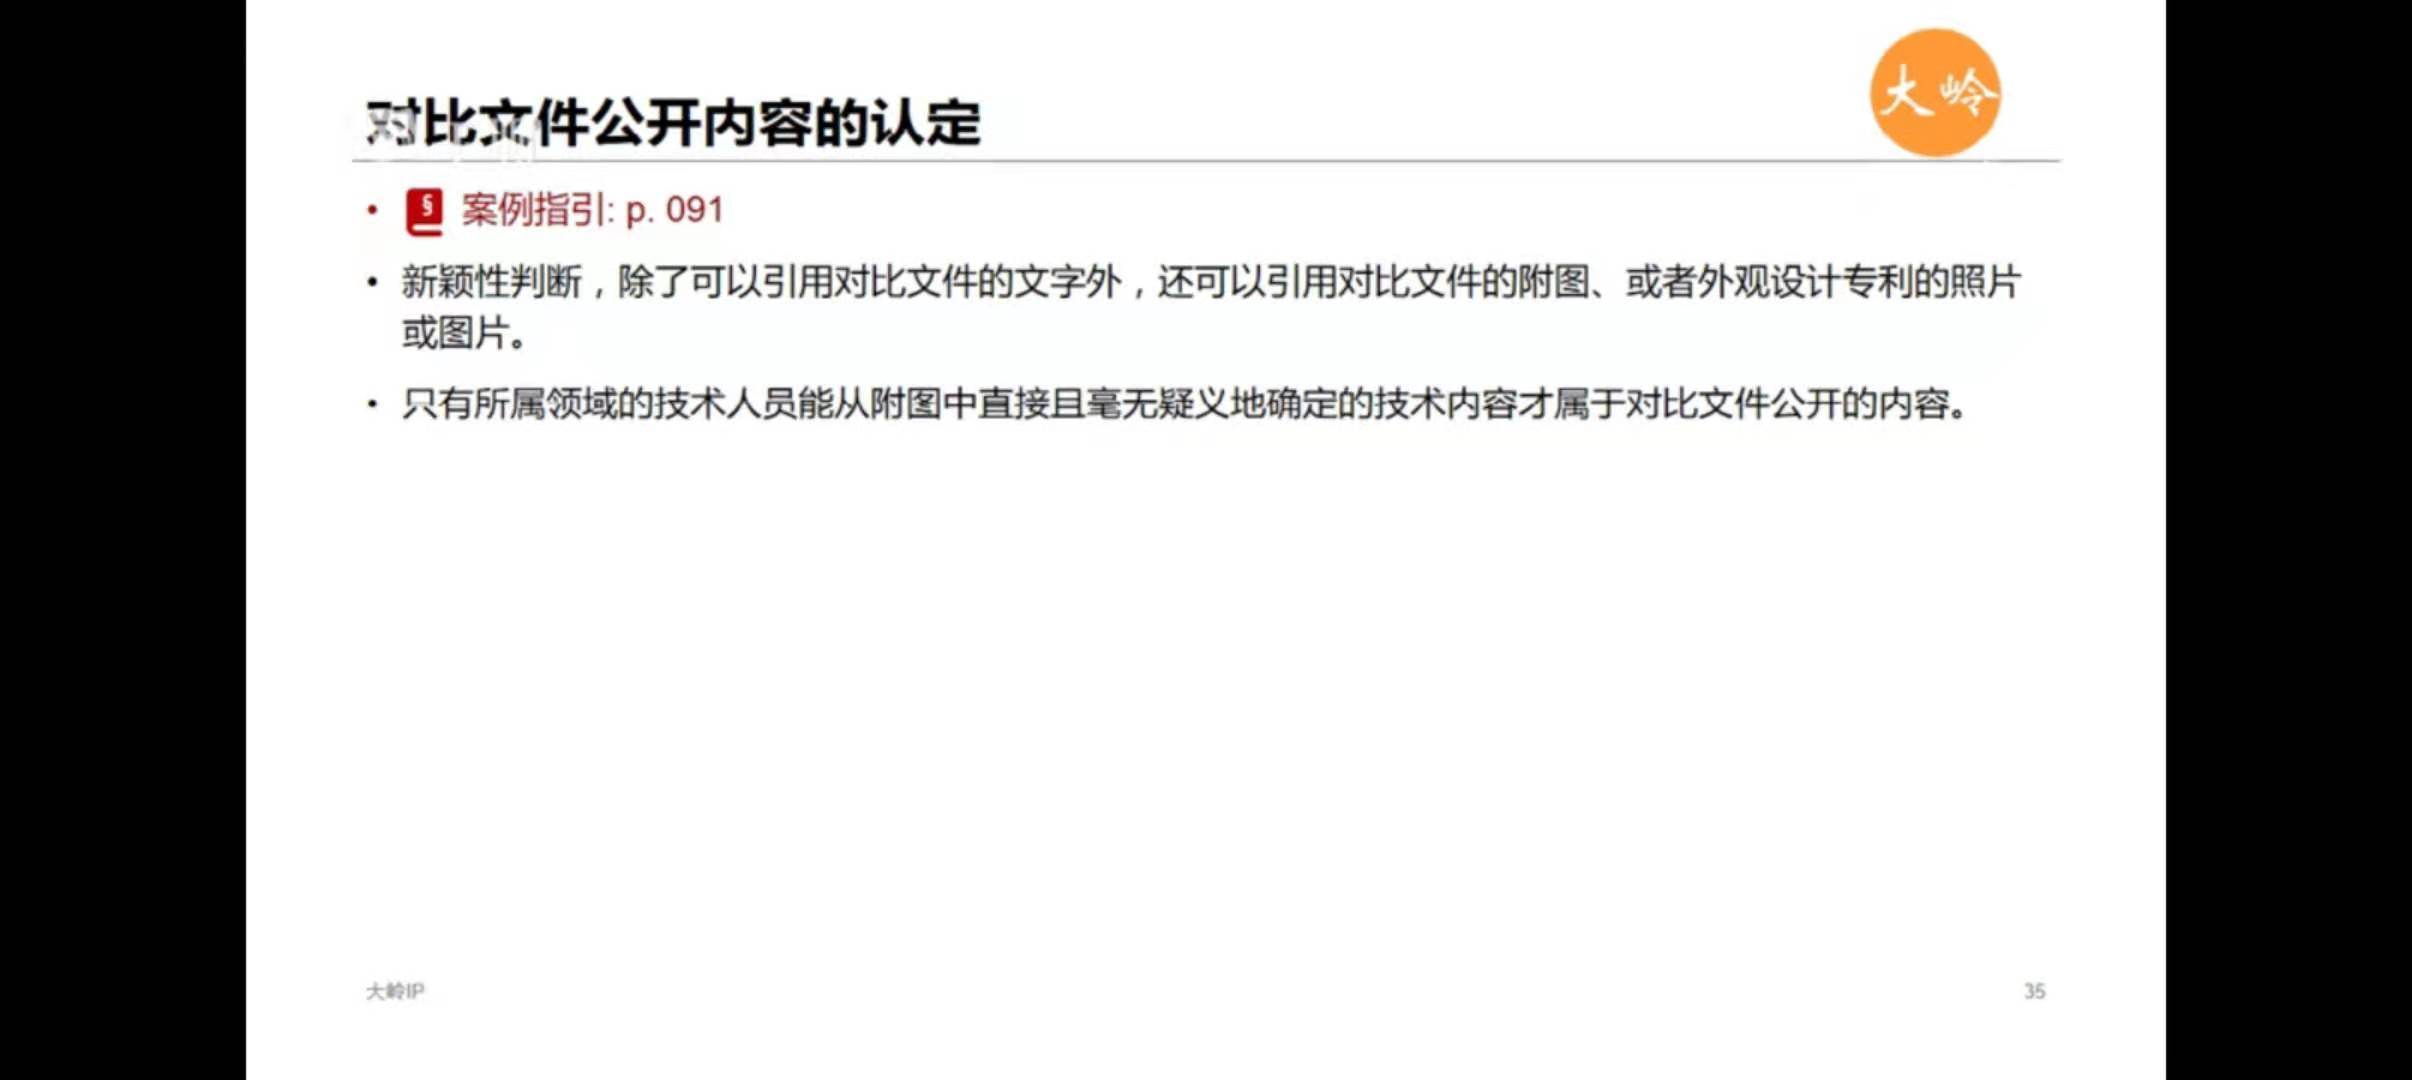 对比文件公开内容的认定
大岭
• § 案例指引: p. 091
• 新颖性判断，除了可以引用对比文件的文字外，还可以引用对比文件的附图、或者外观设计专利的照片
或图片。
• 只有所属领域的技术人员能从附图中直接且毫无疑义地确定的技术内容才属于对比文件公开的内容。
大岭IP
35